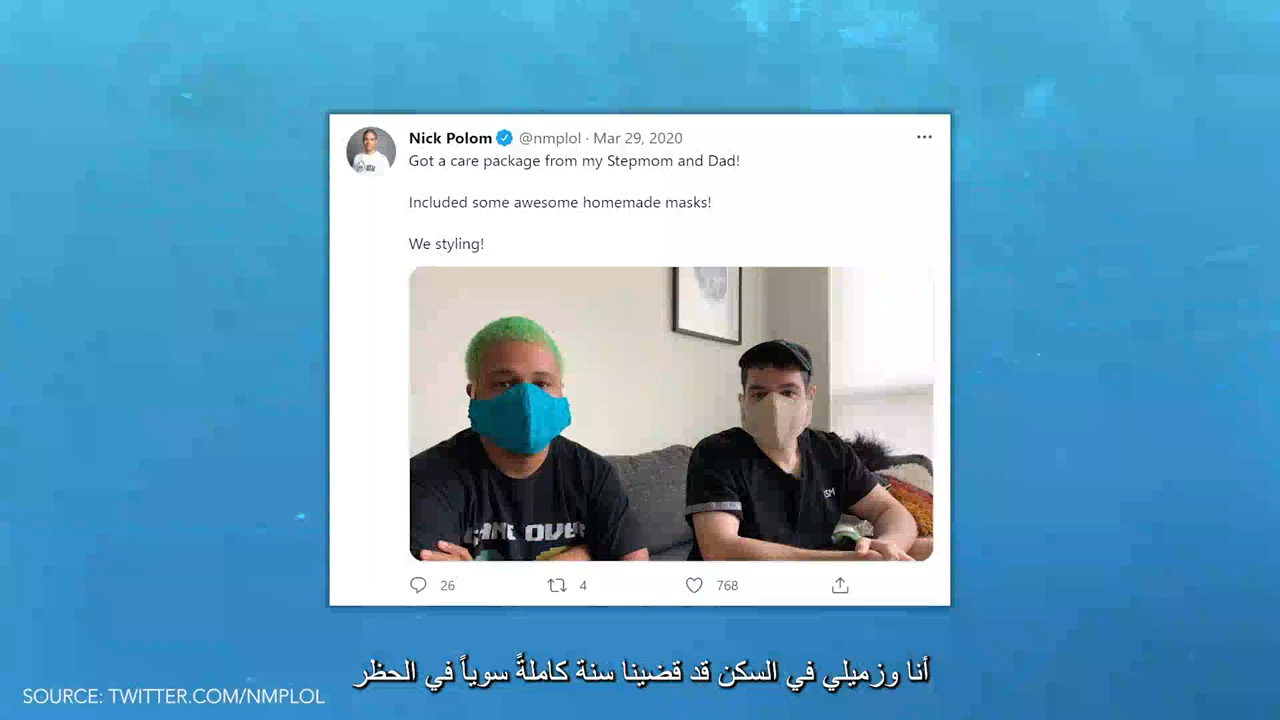 Nick Polom @nmplol · Mar 29, 2020
Got a care package from my Stepmom and Dad!
Included some awesome homemade masks!
We styling!
GAME OVER
26 4 768
أنا وزميلي في السكن قد قضينا سنة كاملةً سوياً في الحظر
SOURCE: TWITTER.COM/NMPLOL